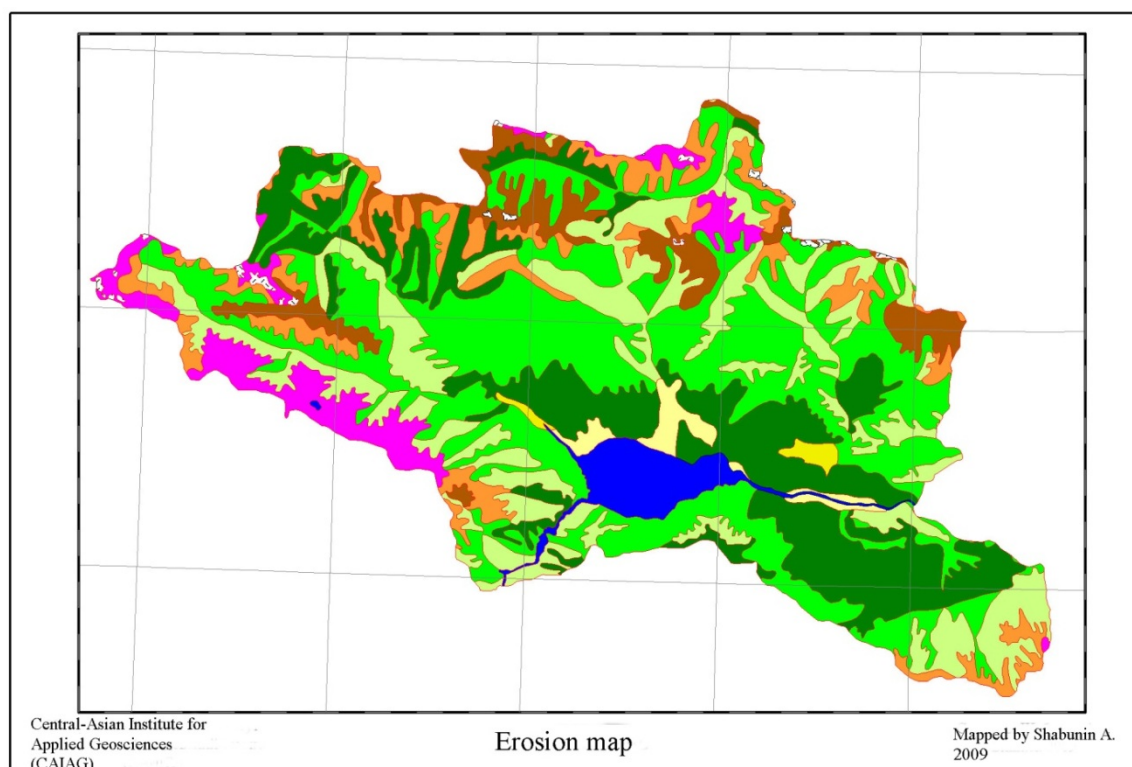 Central-Asian Institute for
Applied Geosciences
(CAIAG)
Erosion map
Mapped by Shabunin A.
2009